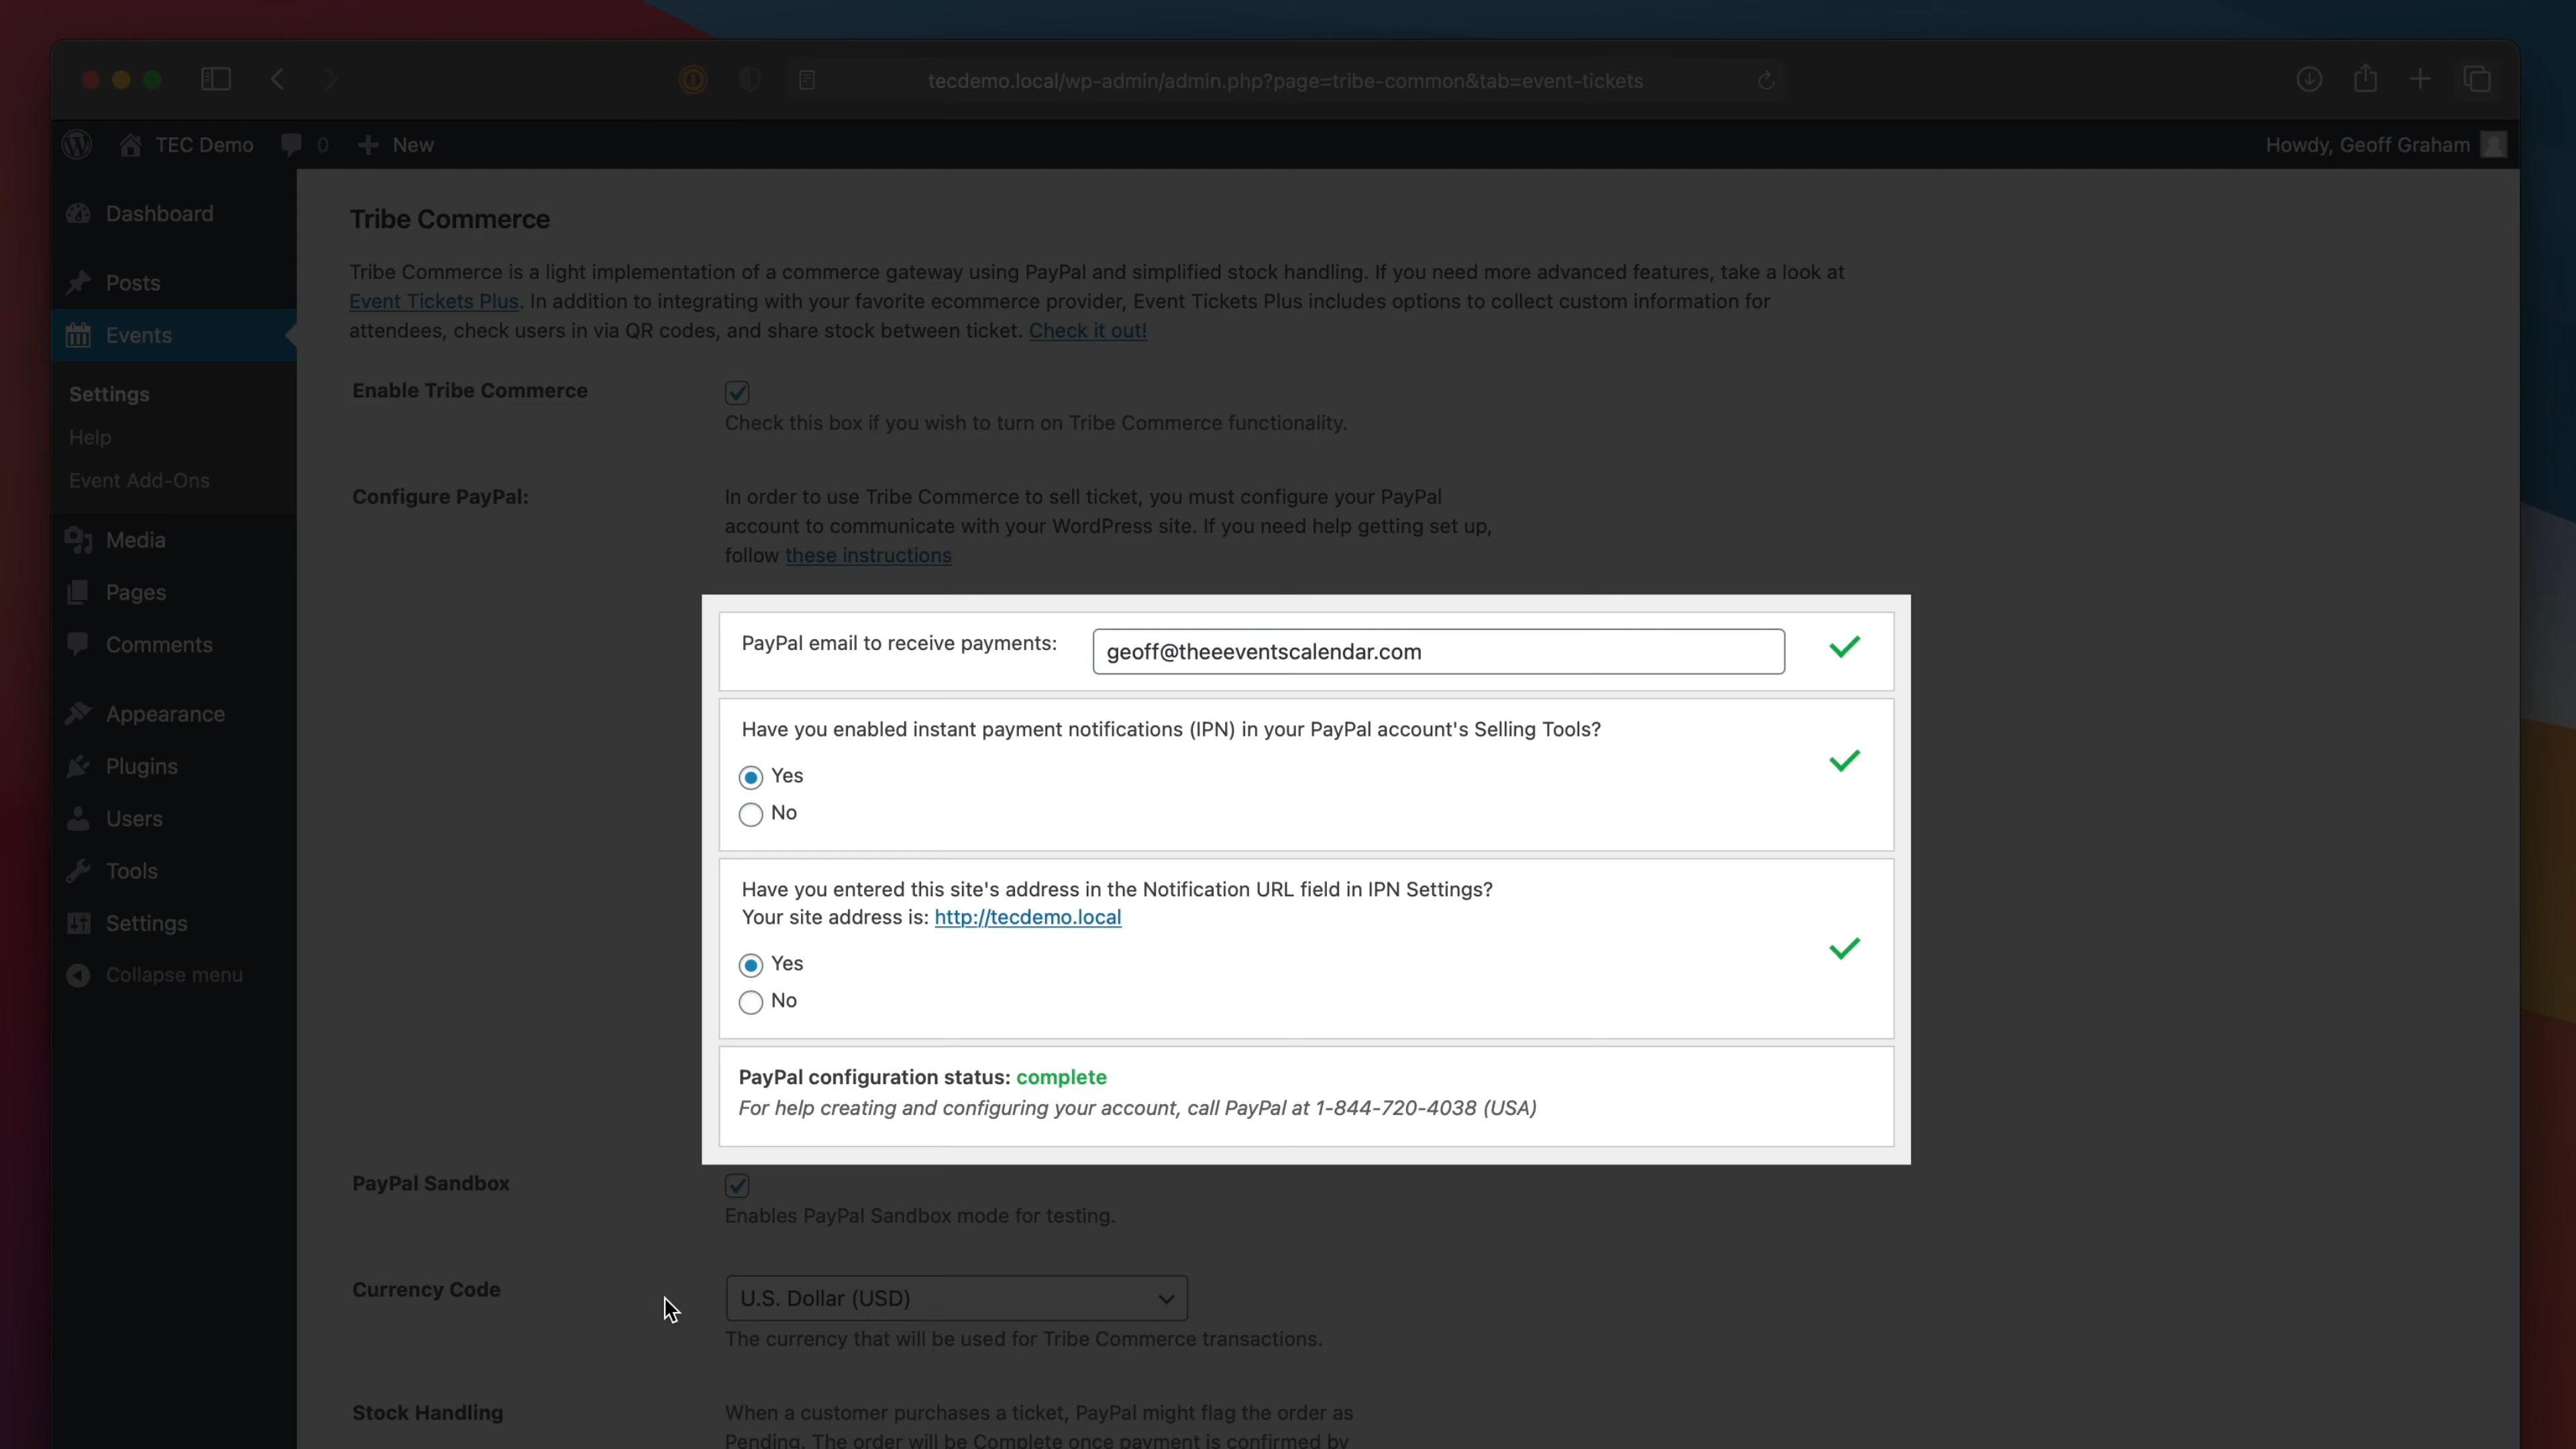 tecdemo.local/wp-admin/admin.php?page=tribe-common&tab=event-tickets
TEC Demo
0
New
Howdy, Geoff Graham
Dashboard
Posts
Events
Settings
Help
Event Add-Ons
Media
Pages
Comments
Appearance
Plugins
Users
Tools
Settings
Collapse menu
Tribe Commerce
Tribe Commerce is a light implementation of a commerce gateway using PayPal and simplified stock handling. If you need more advanced features, take a look at
Event Tickets Plus. In addition to integrating with your favorite ecommerce provider, Event Tickets Plus includes options to collect custom information for
attendees, check users in via QR codes, and share stock between ticket. Check it out!
Enable Tribe Commerce
Check this box if you wish to turn on Tribe Commerce functionality.
Configure PayPal:
In order to use Tribe Commerce to sell ticket, you must configure your PayPal
account to communicate with your WordPress site. If you need help getting set up,
follow these instructions
PayPal email to receive payments:
geoff@theeeventscalendar.com
Have you enabled instant payment notifications (IPN) in your PayPal account's Selling Tools?
Yes
No
Have you entered this site's address in the Notification URL field in IPN Settings?
Your site address is: http://tecdemo.local
Yes
No
PayPal configuration status: complete
For help creating and configuring your account, call PayPal at 1-844-720-4038 (USA)
PayPal Sandbox
Enables PayPal Sandbox mode for testing.
Currency Code
U.S. Dollar (USD)
The currency that will be used for Tribe Commerce transactions.
Stock Handling
When a customer purchases a ticket, PayPal might flag the order as
Pending. The order will be Complete once payment is confirmed by